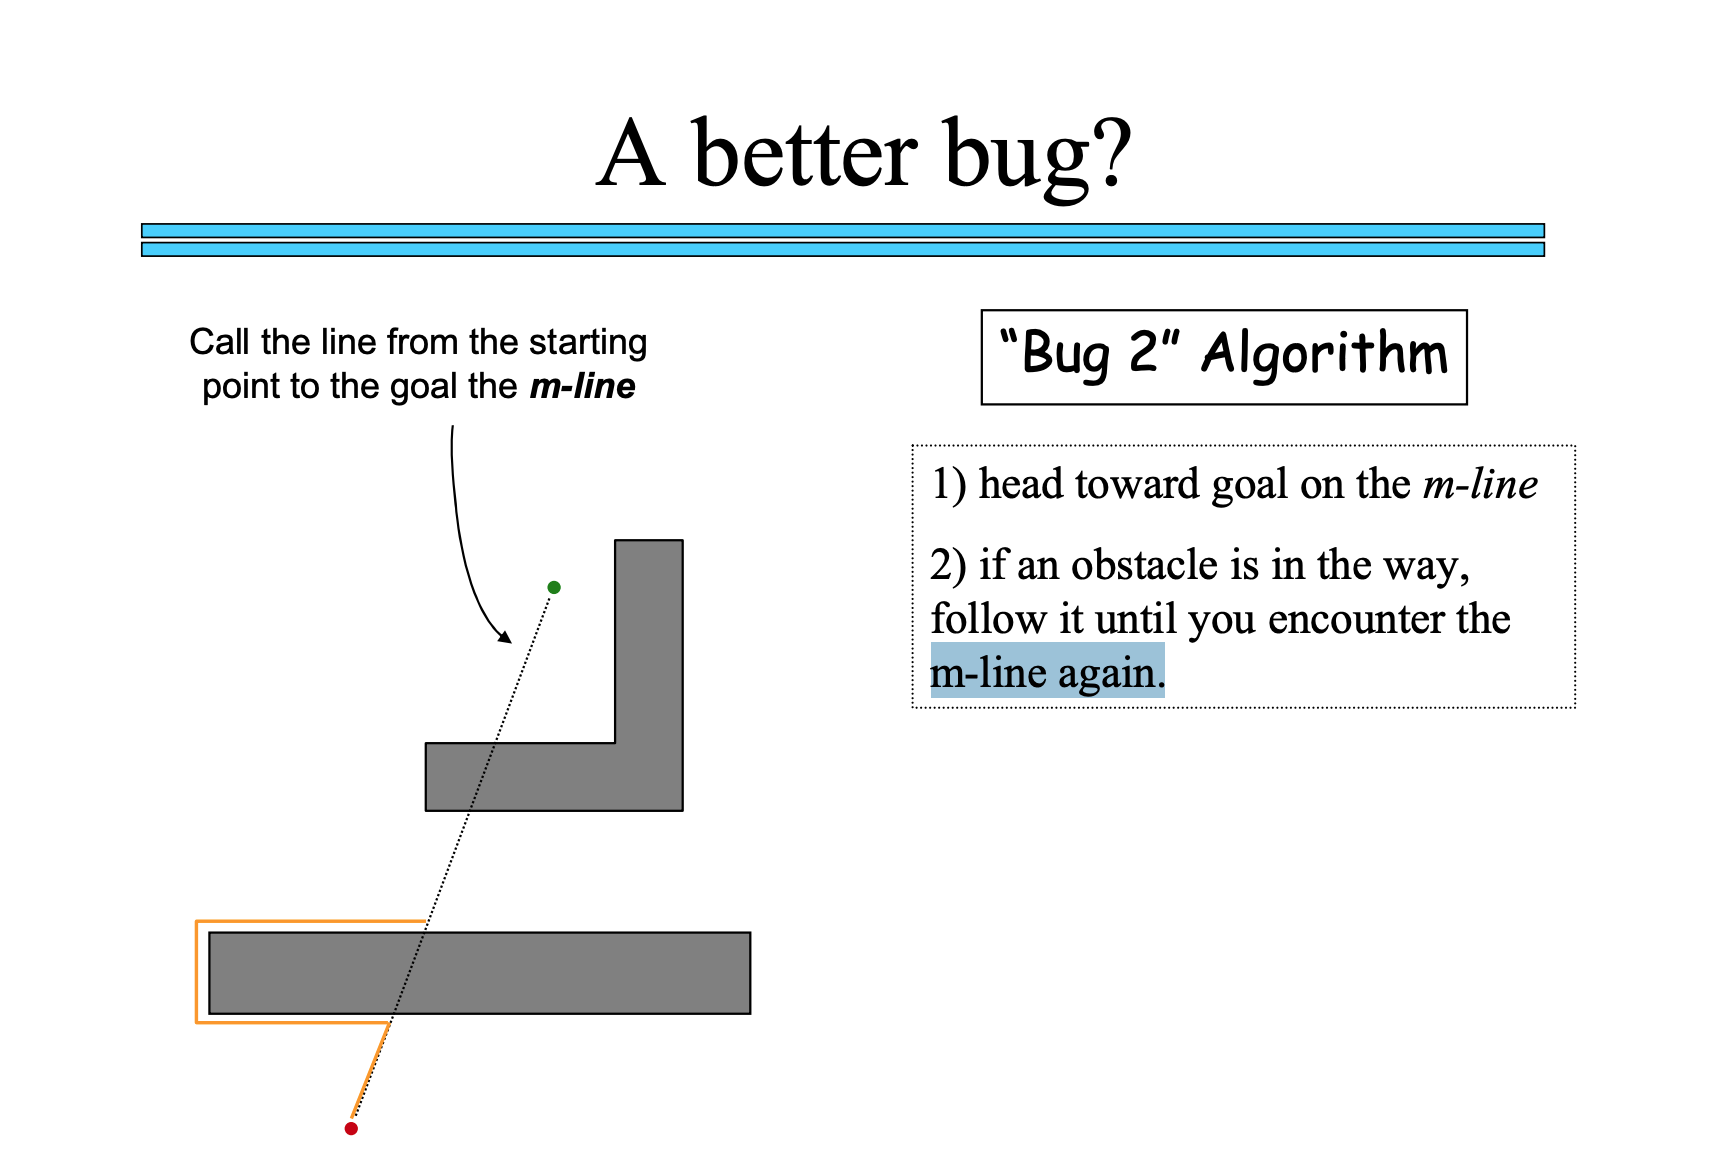 A better bug?
Call the line from the starting
point to the goal the m-line
“Bug 2” Algorithm
1) head toward goal on the m-line
2) if an obstacle is in the way,
follow it until you encounter the
m-line again.